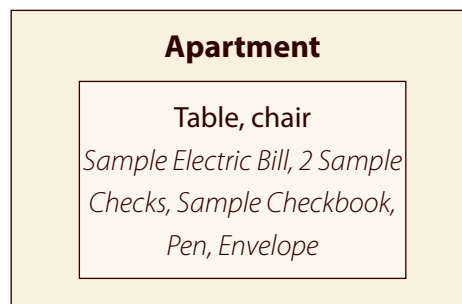 Apartment
Table, chair
Sample Electric Bill, 2 Sample
Checks, Sample Checkbook,
Pen, Envelope